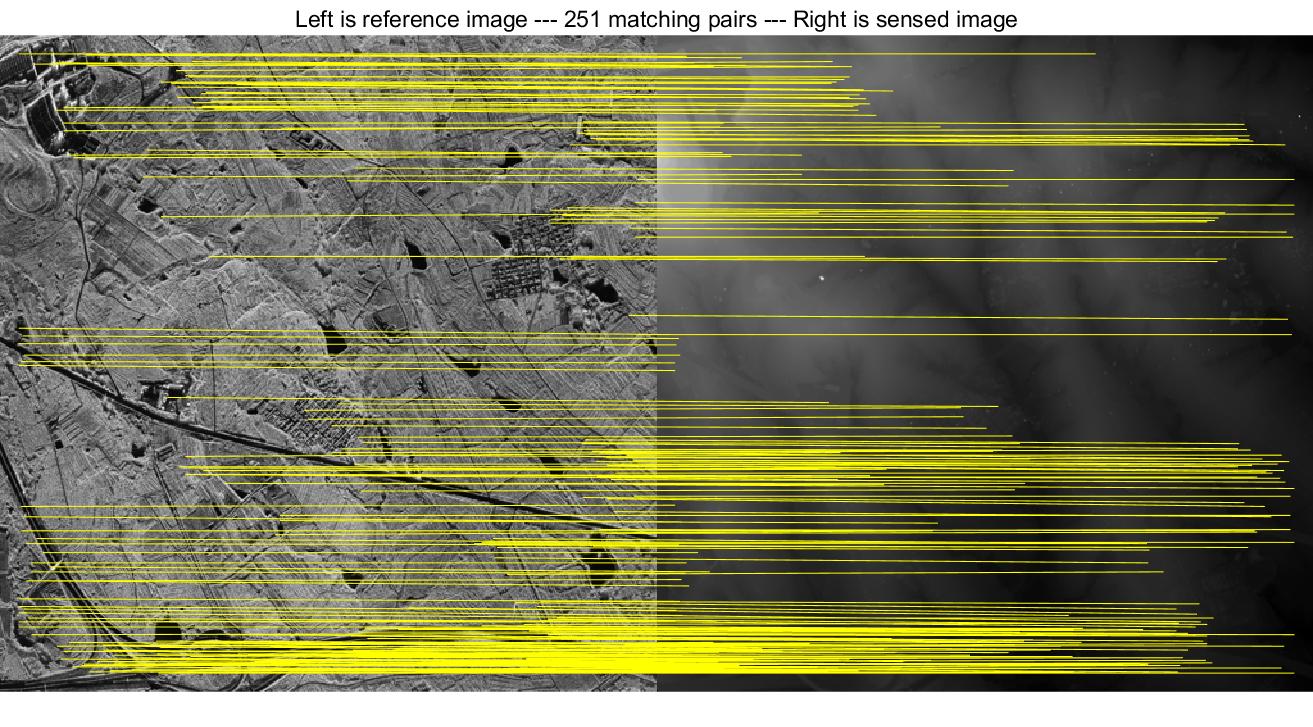 Left is reference image --- 251 matching pairs --- Right is sensed image